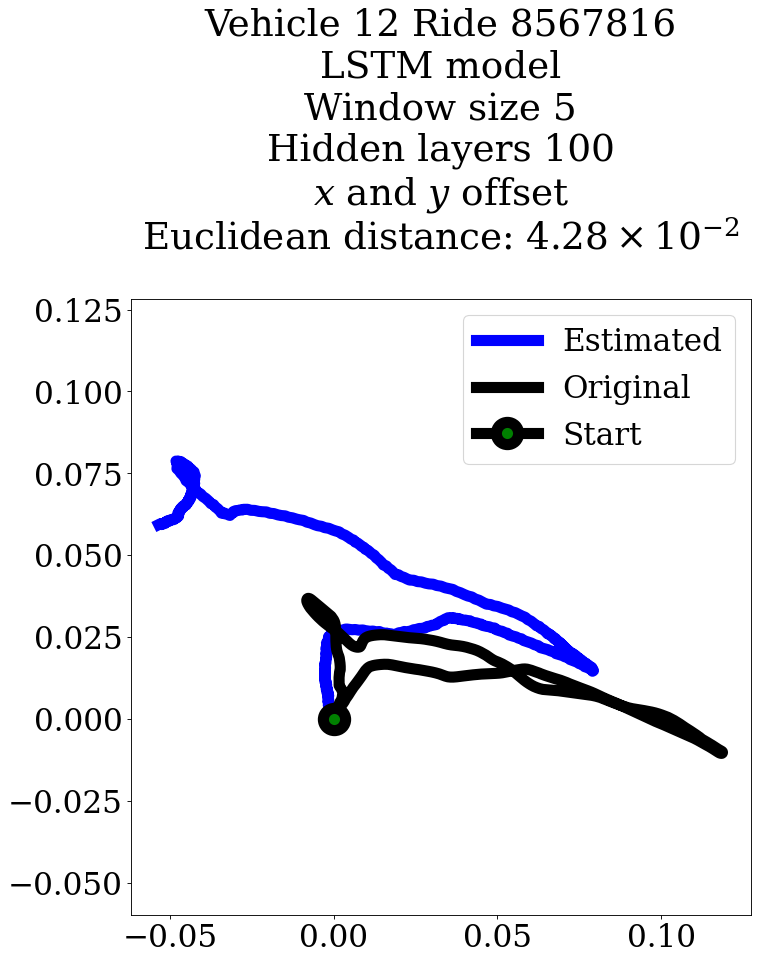 Vehicle 12 Ride 8567816
LSTM model
Window size 5
Hidden layers 100
x and y offset
Euclidean distance: 4.28 × 10⁻²
0.125
0.100
0.075
0.050
0.025
0.000
−0.025
−0.050
Estimated
Original
Start
−0.05
0.00
0.05
0.10